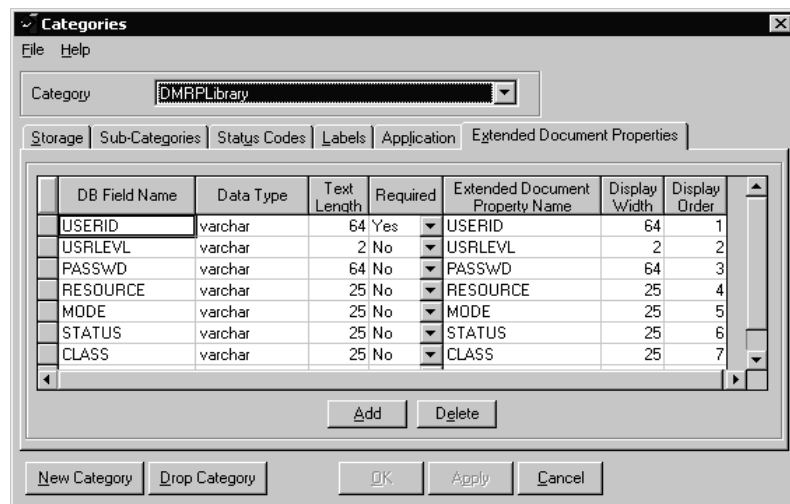 Categories
File Help
Category DMRPLibrary
Storage Sub-Categories Status Codes Labels Application Extended Document Properties
DB Field Name Data Type Text Length Required Extended Document Property Name Display Width Display Order
USERID varchar 64 Yes USERID 64 1
USRLEVL varchar 2 No USRLEVL 2 2
PASSWD varchar 64 No PASSWD 64 3
RESOURCE varchar 25 No RESOURCE 25 4
MODE varchar 25 No MODE 25 5
STATUS varchar 25 No STATUS 25 6
CLASS varchar 25 No CLASS 25 7
Add Delete
New Category Drop Category OK Apply Cancel